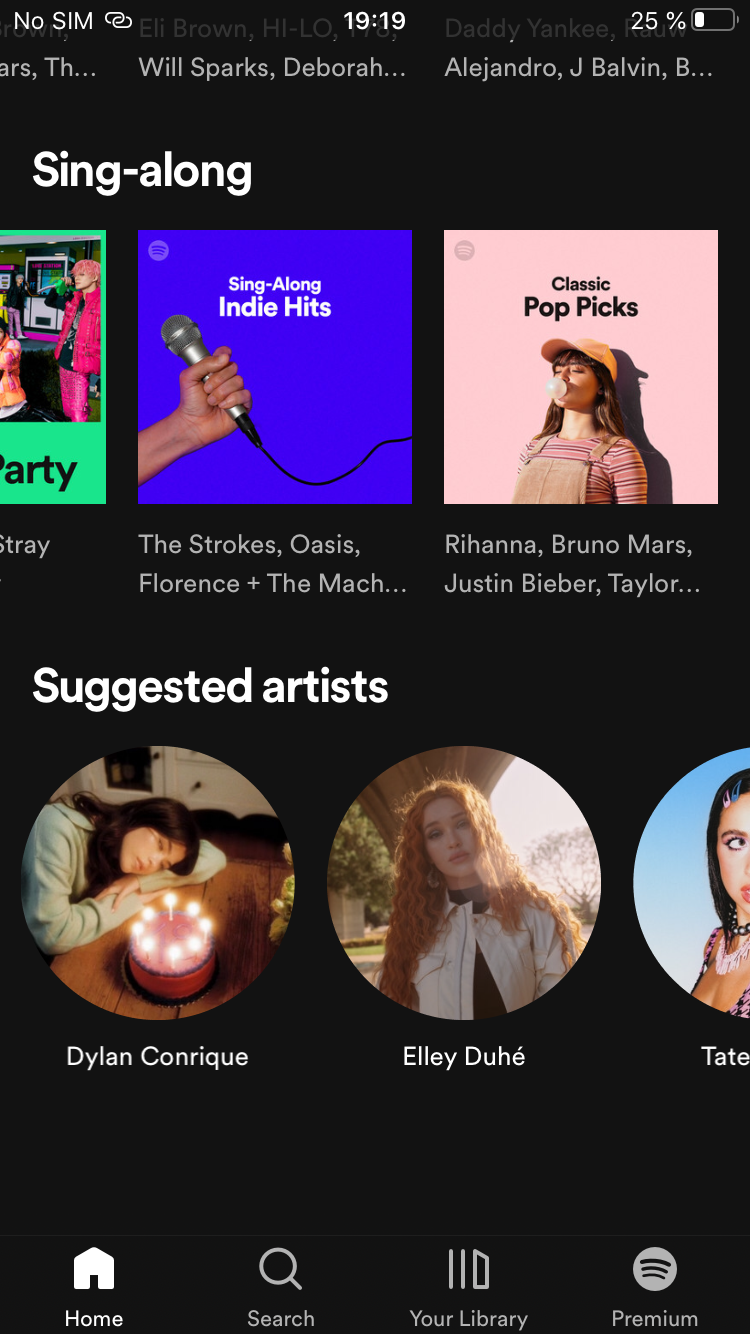 No SIM 19:19 25 %
Eli Brown, HI-LO, Daddy Yankee, Rauw
ars, Th... Will Sparks, Deborah... Alejandro, J Balvin, B...
Sing-along
Sing-Along
Indie Hits
Classic
Pop Picks
Party
Stray The Strokes, Oasis, Rihanna, Bruno Mars,
Florence + The Mach... Justin Bieber, Taylor...
Suggested artists
Dylan Conrique Elley Duhé Tate
Home Search Your Library Premium